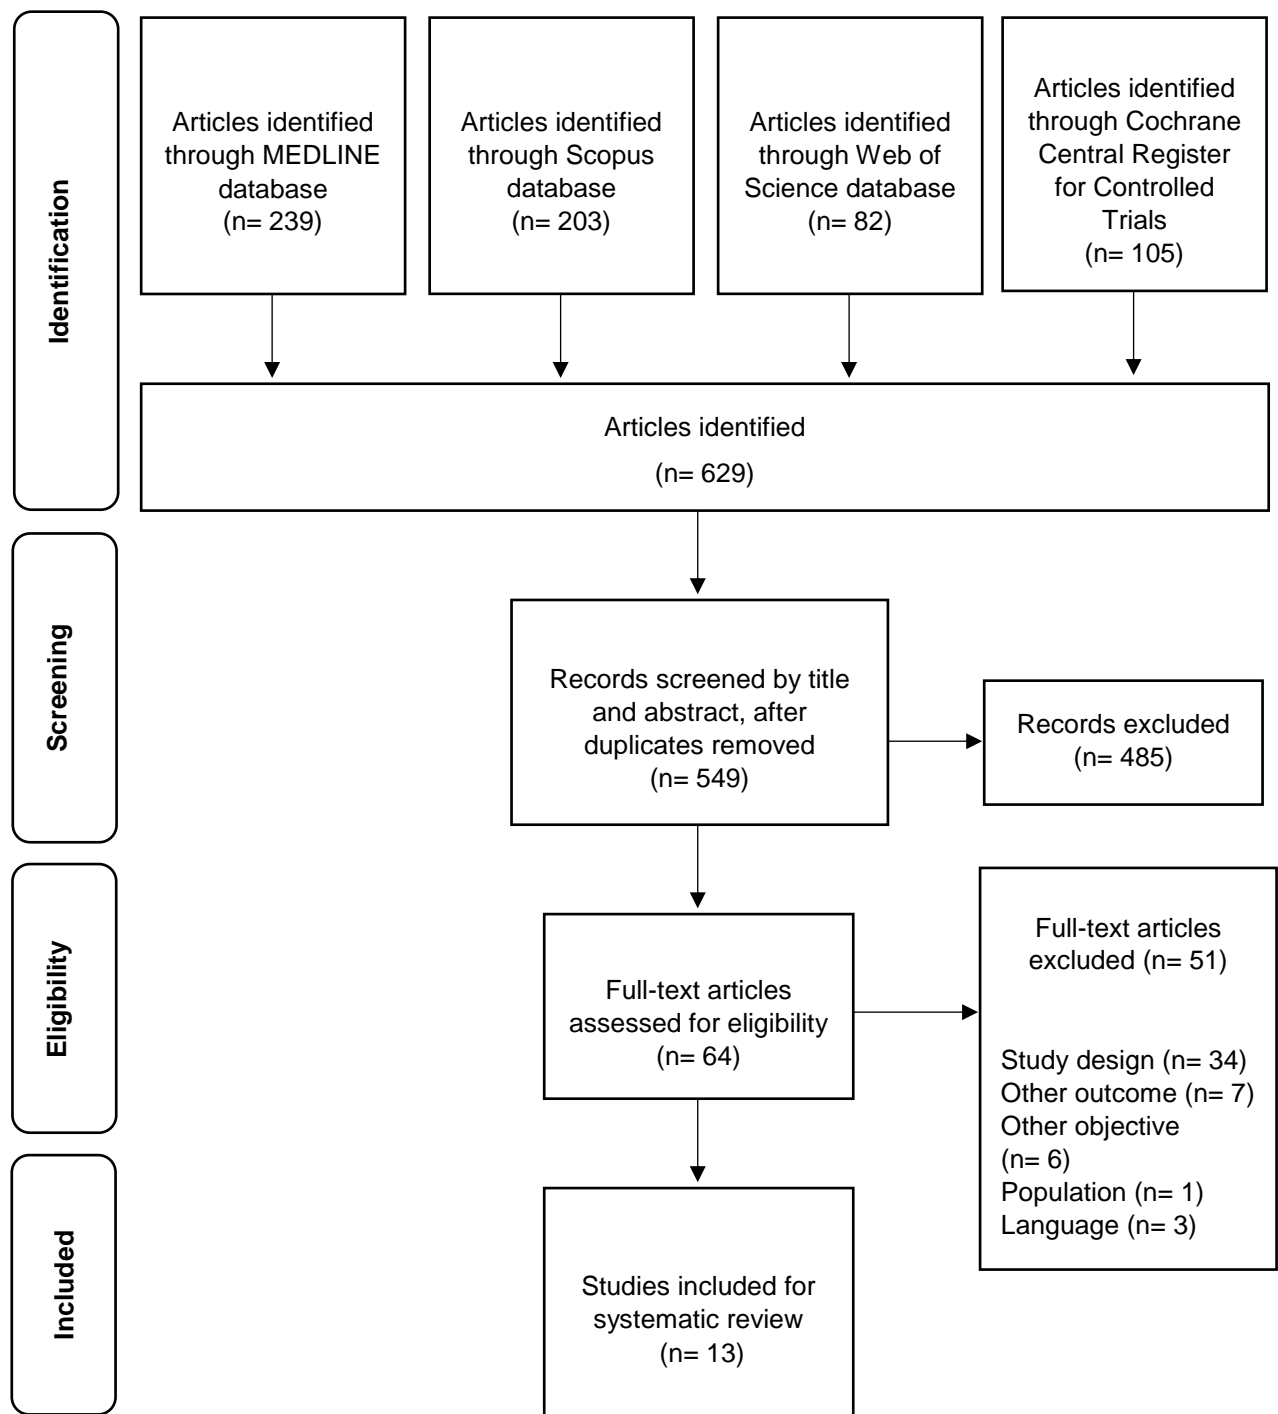 Identification
Articles identified
through MEDLINE
database
(n= 239)
Articles identified
through Scopus
database
(n= 203)
Articles identified
through Web of
Science database
(n= 82)
Articles identified
through Cochrane
Central Register
for Controlled
Trials
(n= 105)
Articles identified
(n= 629)
Screening
Records screened by title
and abstract, after
duplicates removed
(n= 549)
Records excluded
(n= 485)
Eligibility
Full-text articles
assessed for eligibility
(n= 64)
Full-text articles
excluded (n= 51)
Study design (n= 34)
Other outcome (n= 7)
Other objective
(n= 6)
Population (n= 1)
Language (n= 3)
Included
Studies included for
systematic review
(n= 13)